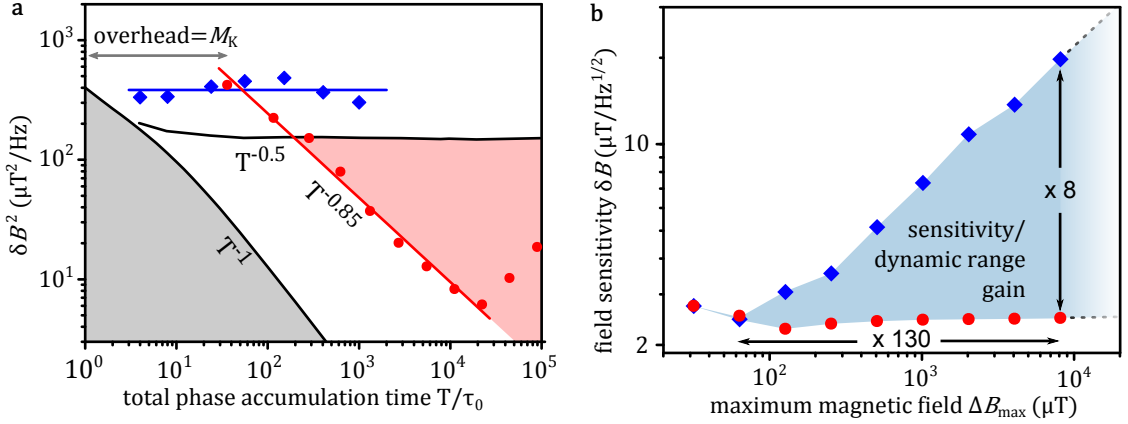 a
10³
10²
10¹
δB² (μT²/Hz)
overhead=M_K
T^-0.5
T^-0.85
T^-1
10⁰ 10¹ 10² 10³ 10⁴ 10⁵
total phase accumulation time T/τ₀
b
10
2
field sensitivity δB (μT/Hz^1/2)
x 8
sensitivity/
dynamic range
gain
x 130
10² 10³ 10⁴
maximum magnetic field ΔB_max (μT)